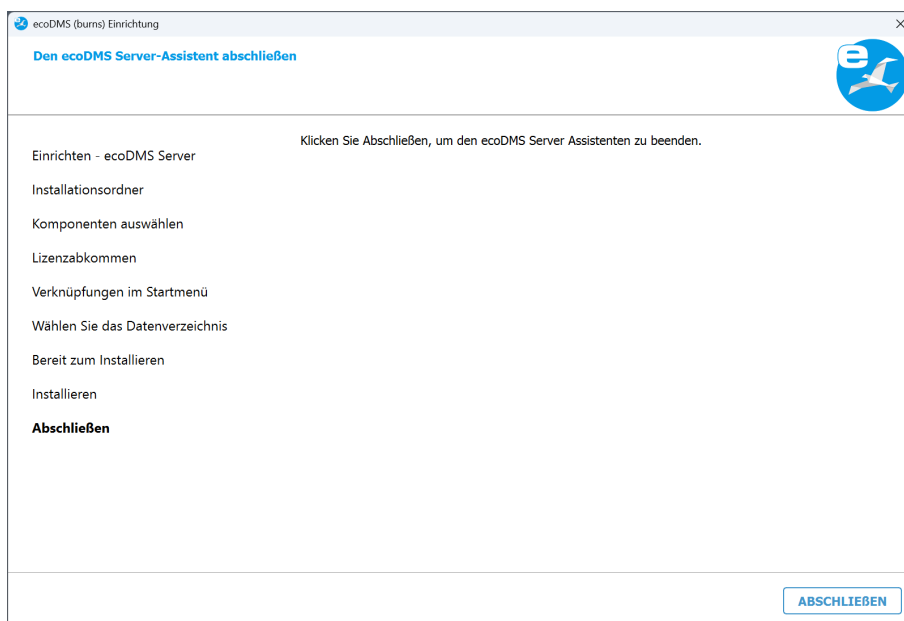 ecoDMS (burns) Einrichtung
Den ecoDMS Server-Assistent abschließen
e
Klicken Sie Abschließen, um den ecoDMS Server Assistenten zu beenden.
Einrichten - ecoDMS Server
Installationsordner
Komponenten auswählen
Lizenzabkommen
Verknüpfungen im Startmenü
Wählen Sie das Datenverzeichnis
Bereit zum Installieren
Installieren
Abschließen
ABSCHLIEßEN